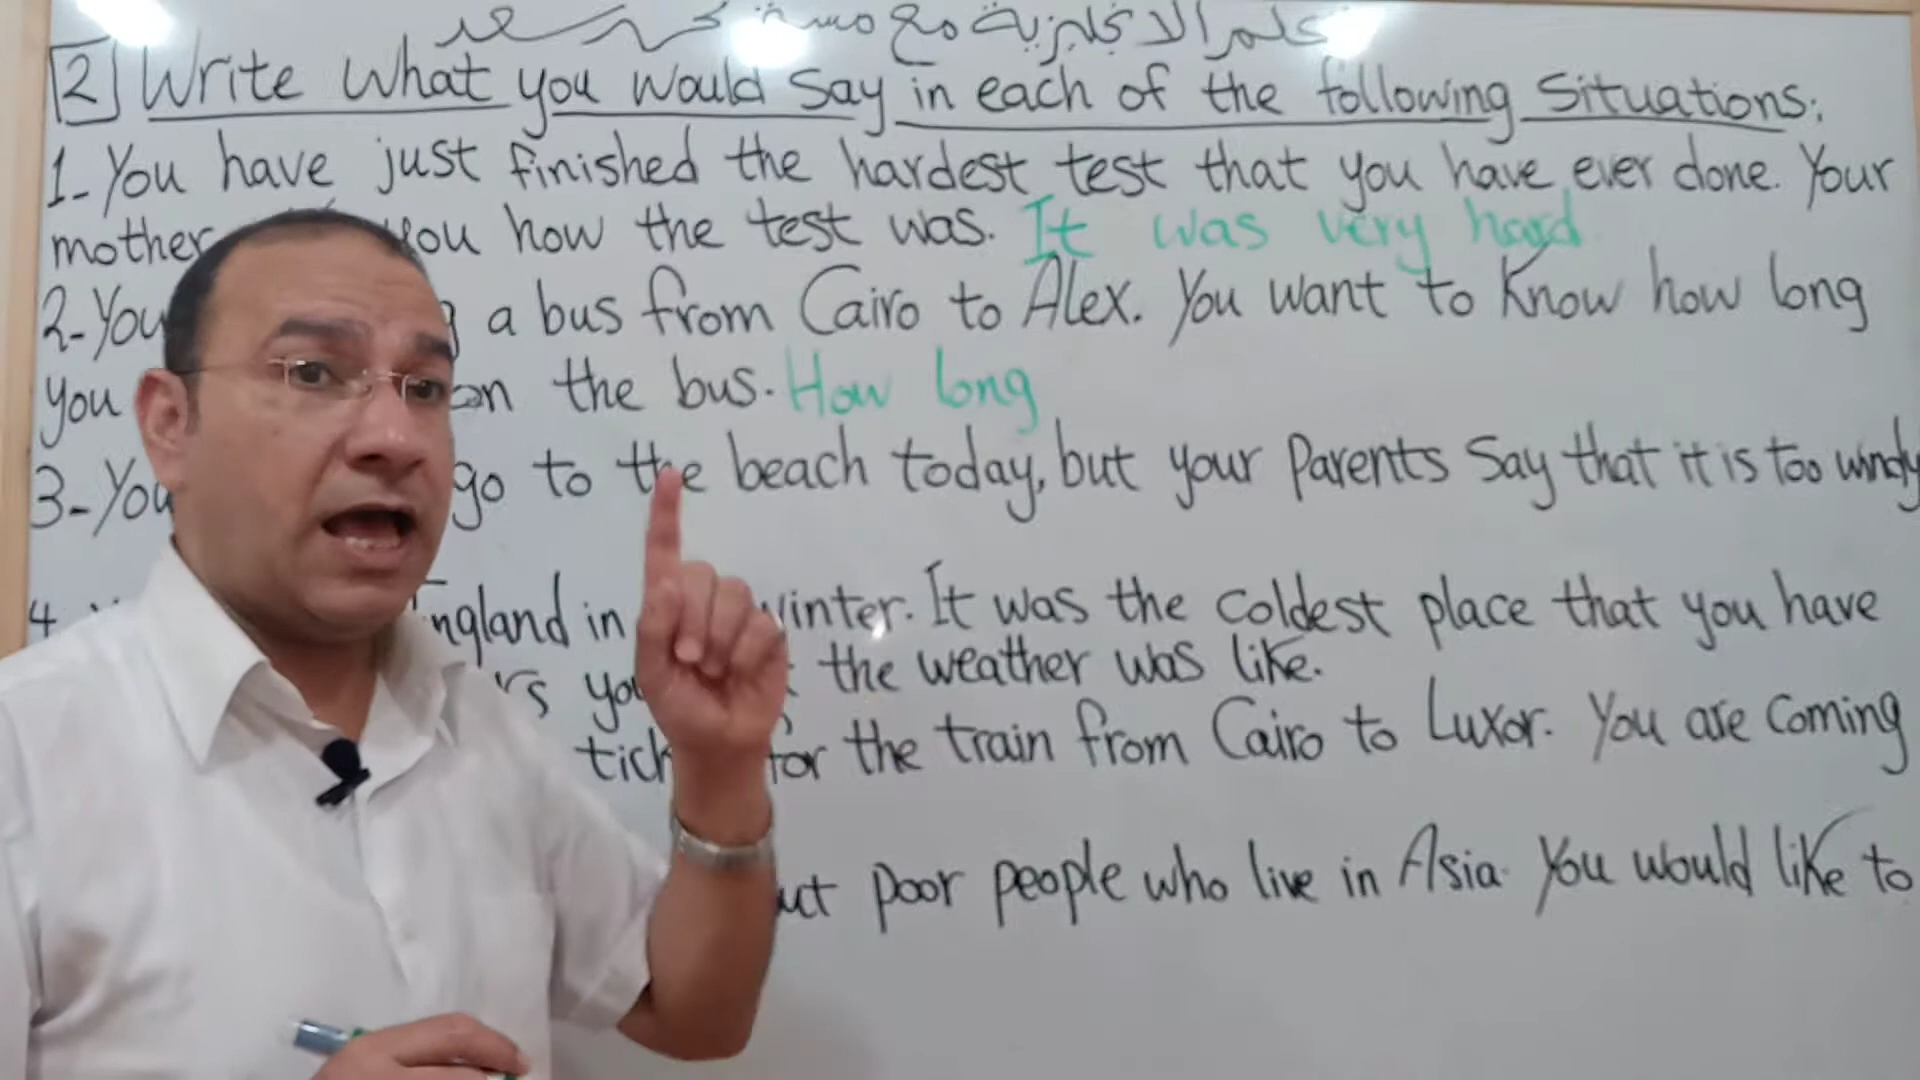 علم الانجليزية مع مستر محمد سعد
2 Write What you would Say in each of the following Situations:
1- You have just finished the hardest test that you have ever done. Your
mother you how the test was. It was very hard
2- You a bus from Cairo to Alex. You want to Know how long
you on the bus. How long
3- You go to the beach today, but your Parents Say that it is too windy
4 England in winter. It was the coldest place that you have
you the weather was like.
for the train from Cairo to Luxor. You are coming
poor people who live in Asia. You would like to